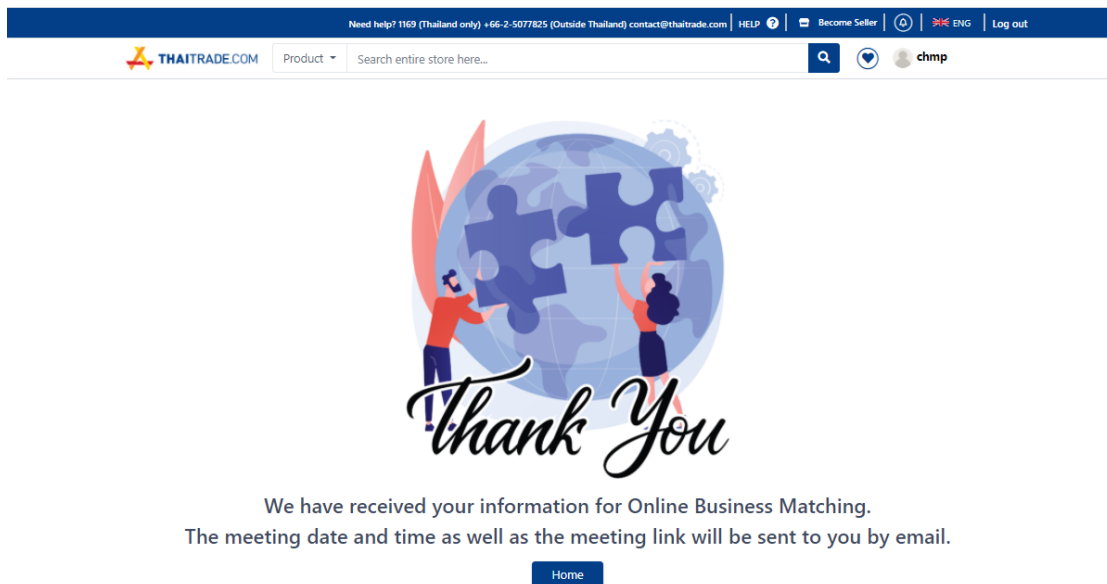 Need help? 1169 (Thailand only) +66-2-5077825 (Outside Thailand) contact@thaitrade.com HELP ? Become Seller ENG Log out
THAITRADE.COM Product Search entire store here... chmp
Thank You
We have received your information for Online Business Matching.
The meeting date and time as well as the meeting link will be sent to you by email.
Home